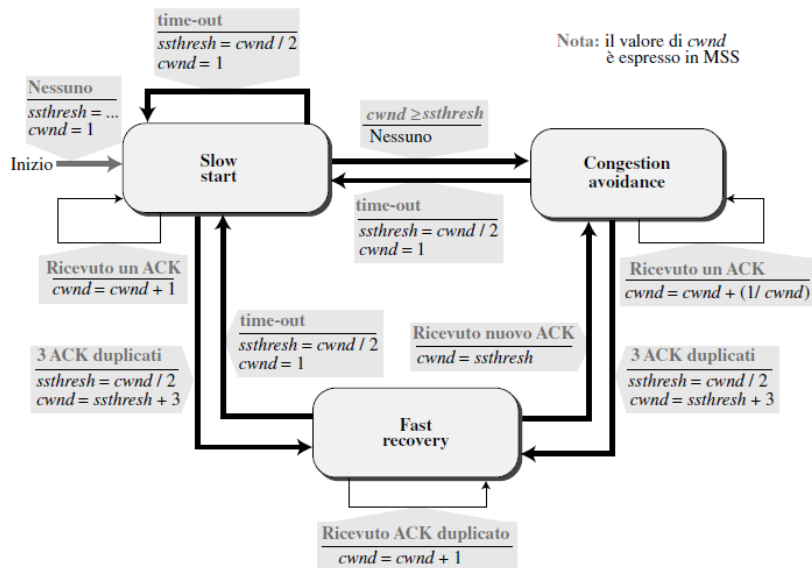 time-out
ssthresh = cwnd / 2
cwnd = 1
Nota: il valore di cwnd
è espresso in MSS
Nessuno
ssthresh = ...
cwnd = 1
Inizio
Slow
start
cwnd ≥ ssthresh
Nessuno
Congestion
avoidance
time-out
ssthresh = cwnd / 2
cwnd = 1
Ricevuto un ACK
cwnd = cwnd + 1
Ricevuto un ACK
cwnd = cwnd + (1/ cwnd)
time-out
ssthresh = cwnd / 2
cwnd = 1
Ricevuto nuovo ACK
cwnd = ssthresh
3 ACK duplicati
ssthresh = cwnd / 2
cwnd = ssthresh + 3
3 ACK duplicati
ssthresh = cwnd / 2
cwnd = ssthresh + 3
Fast
recovery
Ricevuto ACK duplicato
cwnd = cwnd + 1